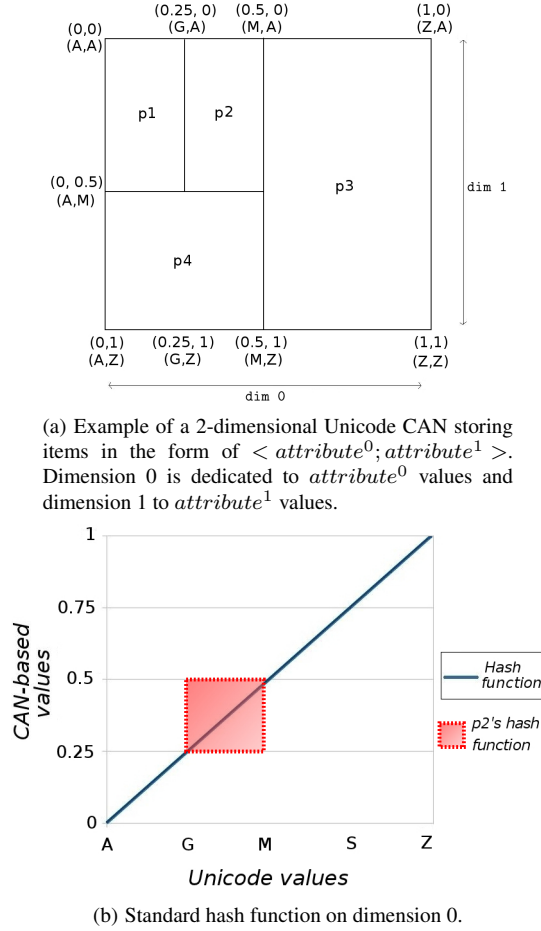 (0,0)
(A,A)
(0.25, 0)
(G,A)
(0.5, 0)
(M, A)
(1,0)
(Z,A)
p1
p2
p3
(0, 0.5)
(A,M)
dim 1
p4
(0,1)
(A,Z)
(0.25, 1)
(G,Z)
(0.5, 1)
(M,Z)
(1,1)
(Z,Z)
dim 0
(a) Example of a 2-dimensional Unicode CAN storing
items in the form of < attribute⁰; attribute¹ >.
Dimension 0 is dedicated to attribute⁰ values and
dimension 1 to attribute¹ values.
1
0.75
0.5
0.25
0
CAN-based
values
Hash
function
p2's hash
function
A G M S Z
Unicode values
(b) Standard hash function on dimension 0.